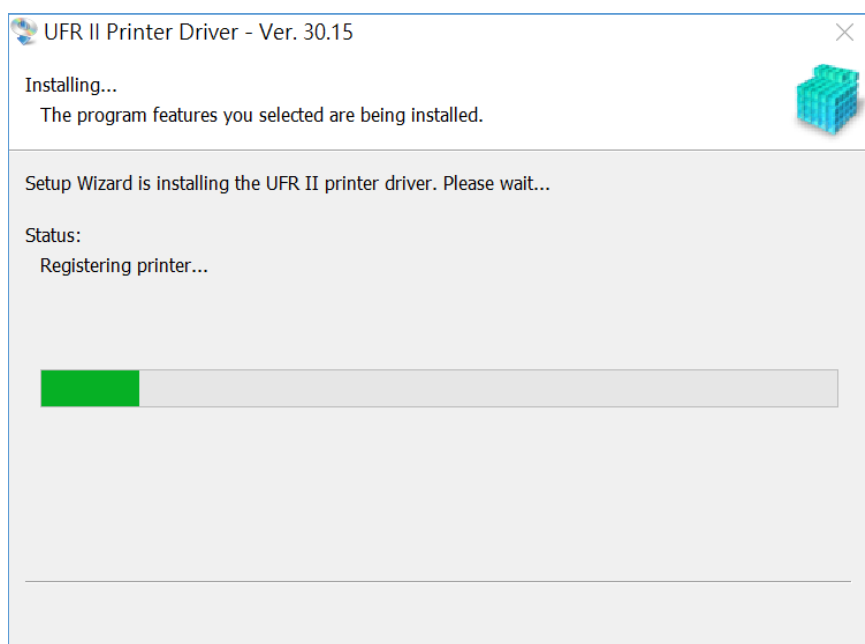 UFR II Printer Driver - Ver. 30.15
Installing...
The program features you selected are being installed.
Setup Wizard is installing the UFR II printer driver. Please wait...
Status:
Registering printer...